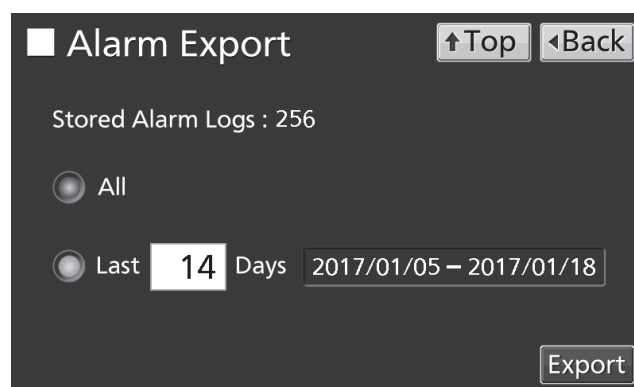 Alarm Export
↑Top
◂Back
Stored Alarm Logs : 256
All
Last 14 Days 2017/01/05 – 2017/01/18
Export